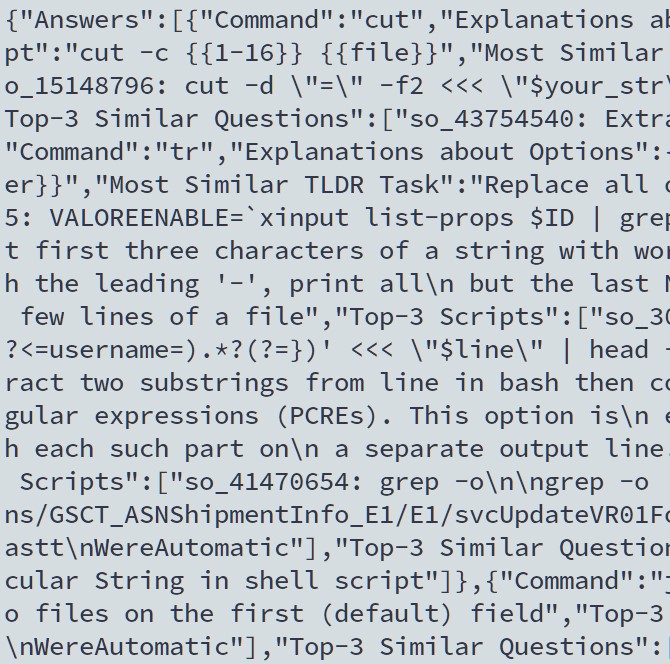 {"Answers":[{"Command":"cut","Explanations ab
pt":"cut -c {{1-16}} {{file}}","Most Similar
o_15148796: cut -d \"=\" -f2 <<< \"$your_str\
Top-3 Similar Questions":["so_43754540: Extra
"Command":"tr","Explanations about Options":-
er}}","Most Similar TLDR Task":"Replace all o
5: VALOREENABLE=`xinput list-props $ID | grep
t first three characters of a string with wor
h the leading '-', print all\n but the last N
 few lines of a file","Top-3 Scripts":["so_30
?<=username=).*?(?=})' <<< \"$line\" | head -
ract two substrings from line in bash then co
gular expressions (PCREs). This option is\n e
h each such part on\n a separate output line.
 Scripts":["so_41470654: grep -o\n\ngrep -o
ns/GSCT_ASNShipmentInfo_E1/E1/svcUpdateVR01Fo
astt\nWereAutomatic"],"Top-3 Similar Question
cular String in shell script"]},{"Command":"j
o files on the first (default) field","Top-3
\nWereAutomatic"],"Top-3 Similar Questions":[